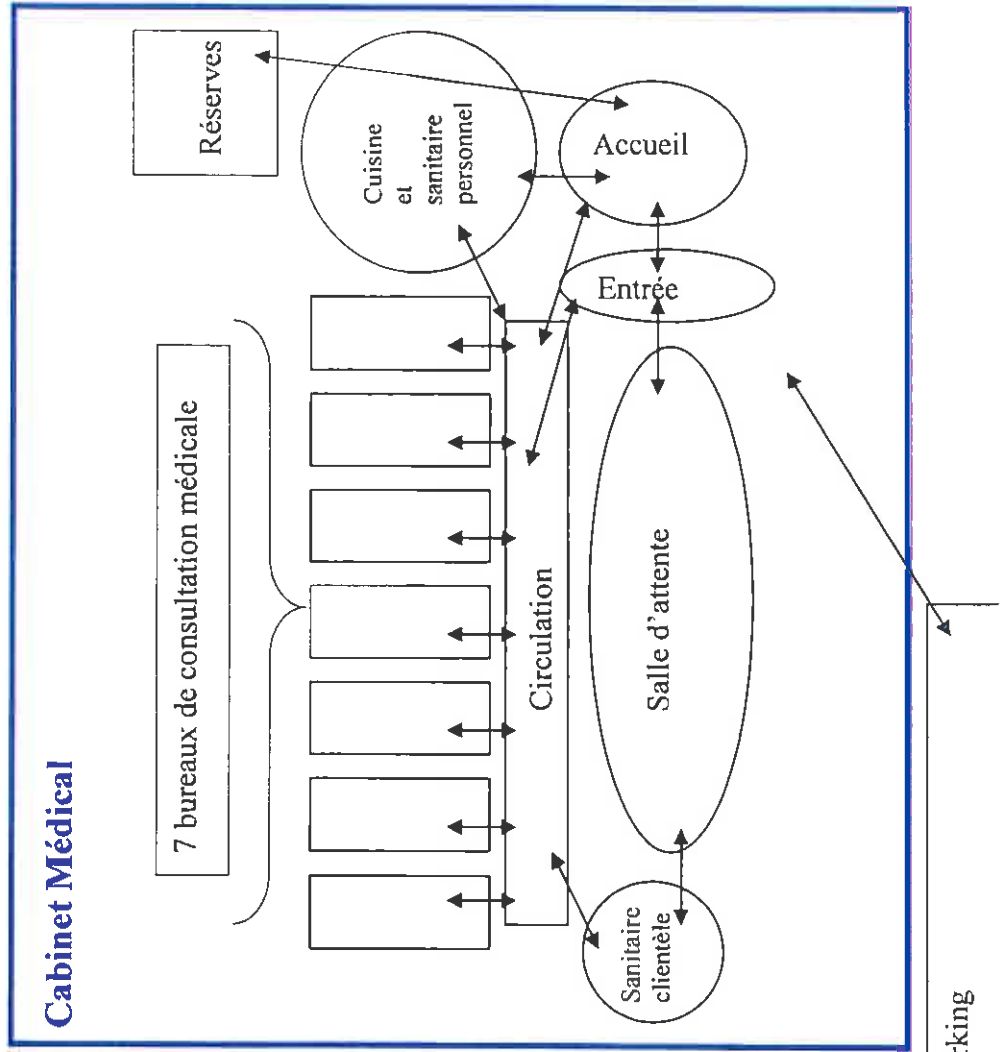 Cabinet Médical
7 bureaux de consultation médicale
Réserves
Cuisine
et
sanitaire
personnel
Circulation
Accueil
Entrée
Salle d'attente
Sanitaire
clientèle
rking